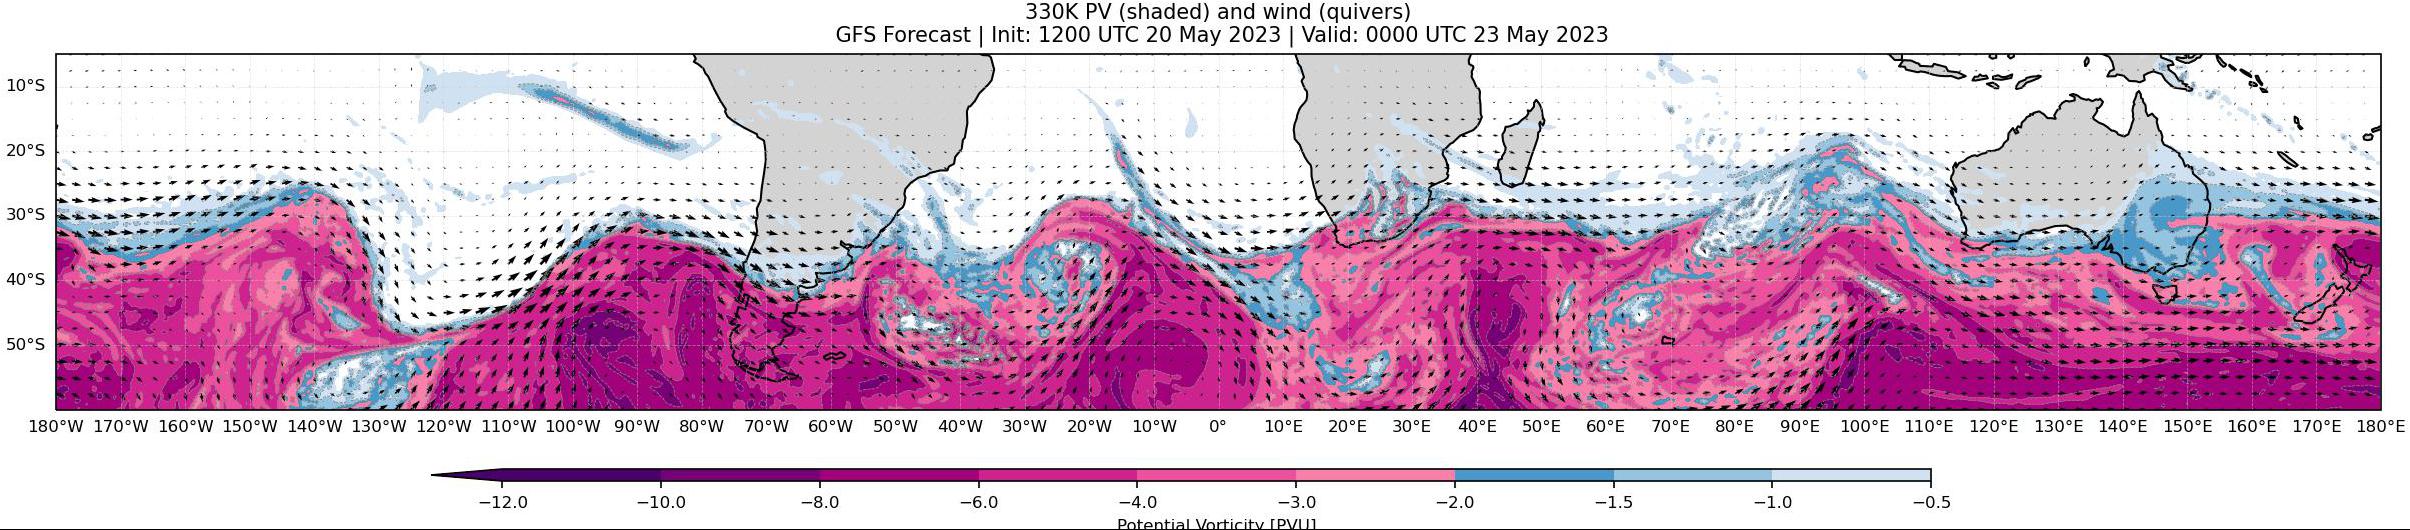 330K PV (shaded) and wind (quivers)
GFS Forecast | Init: 1200 UTC 20 May 2023 | Valid: 0000 UTC 23 May 2023
10°S
20°S
30°S
40°S
50°S
180°W 170°W 160°W 150°W 140°W 130°W 120°W 110°W 100°W 90°W 80°W 70°W 60°W 50°W 40°W 30°W 20°W 10°W 0° 10°E 20°E 30°E 40°E 50°E 60°E 70°E 80°E 90°E 100°E 110°E 120°E 130°E 140°E 150°E 160°E 170°E 180°E
−12.0 −10.0 −8.0 −6.0 −4.0 −3.0 −2.0 −1.5 −1.0 −0.5
Potential Vorticity [PVU]